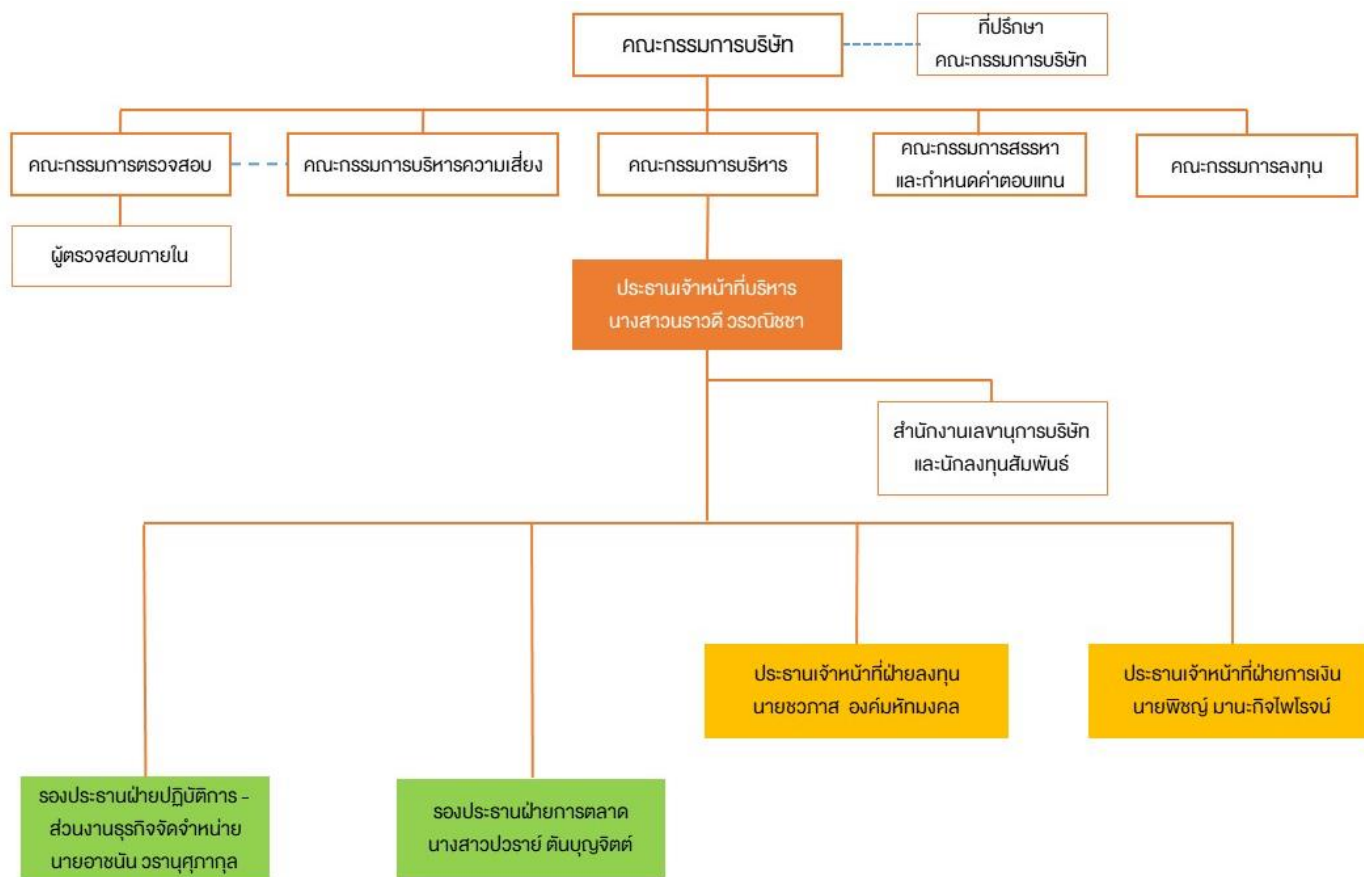 คณะกรรมการบริษัท
ที่ปรึกษา
คณะกรรมการบริษัท
คณะกรรมการตรวจสอบ
คณะกรรมการบริหารความเสี่ยง
คณะกรรมการบริหาร
คณะกรรมการสรรหา
และกำหนดค่าตอบแทน
คณะกรรมการลงทุน
ผู้ตรวจสอบภายใน
ประธานเจ้าหน้าที่บริหาร
นางสาวนราวดี วรวณิชชา
สำนักงานเลขานุการบริษัท
และนักลงทุนสัมพันธ์
ประธานเจ้าหน้าที่ฝ่ายลงทุน
นายชวภาส องค์มหัทมงคล
ประธานเจ้าหน้าที่ฝ่ายการเงิน
นายพิชญ์ มานะกิจไพโรจน์
รองประธานฝ่ายปฏิบัติการ -
ส่วนงานธุรกิจจัดจำหน่าย
นายอาชนัน วรานุศุภากุล
รองประธานฝ่ายการตลาด
นางสาวปวราย์ ตันบุญจิตต์